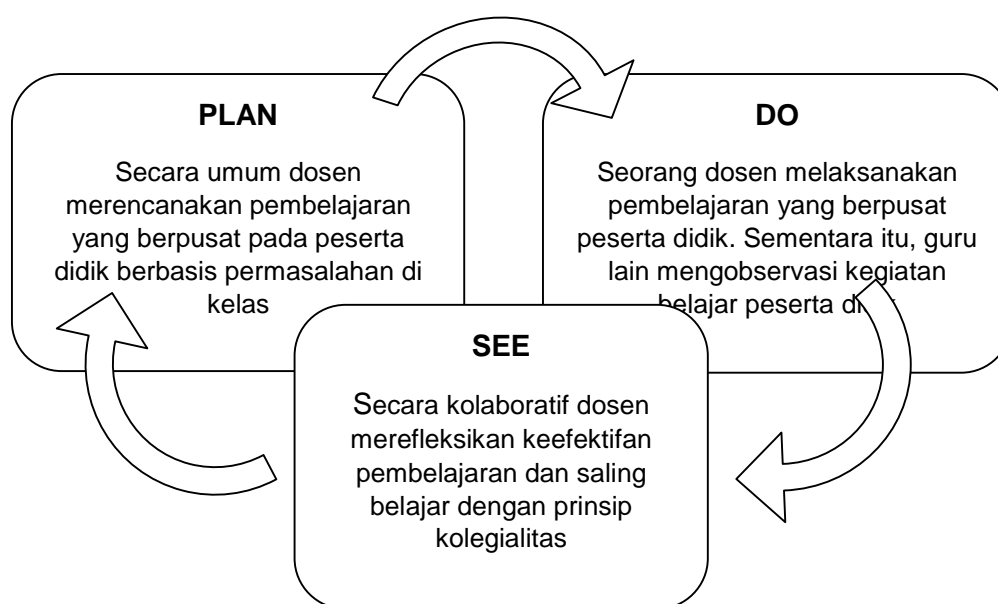 PLAN
Secara umum dosen
merencanakan pembelajaran
yang berpusat pada peserta
didik berbasis permasalahan di
kelas
DO
Seorang dosen melaksanakan
pembelajaran yang berpusat
peserta didik. Sementara itu, guru
lain mengobservasi kegiatan
belajar peserta
SEE
Secara kolaboratif dosen
merefleksikan keefektifan
pembelajaran dan saling
belajar dengan prinsip
kolegialitas